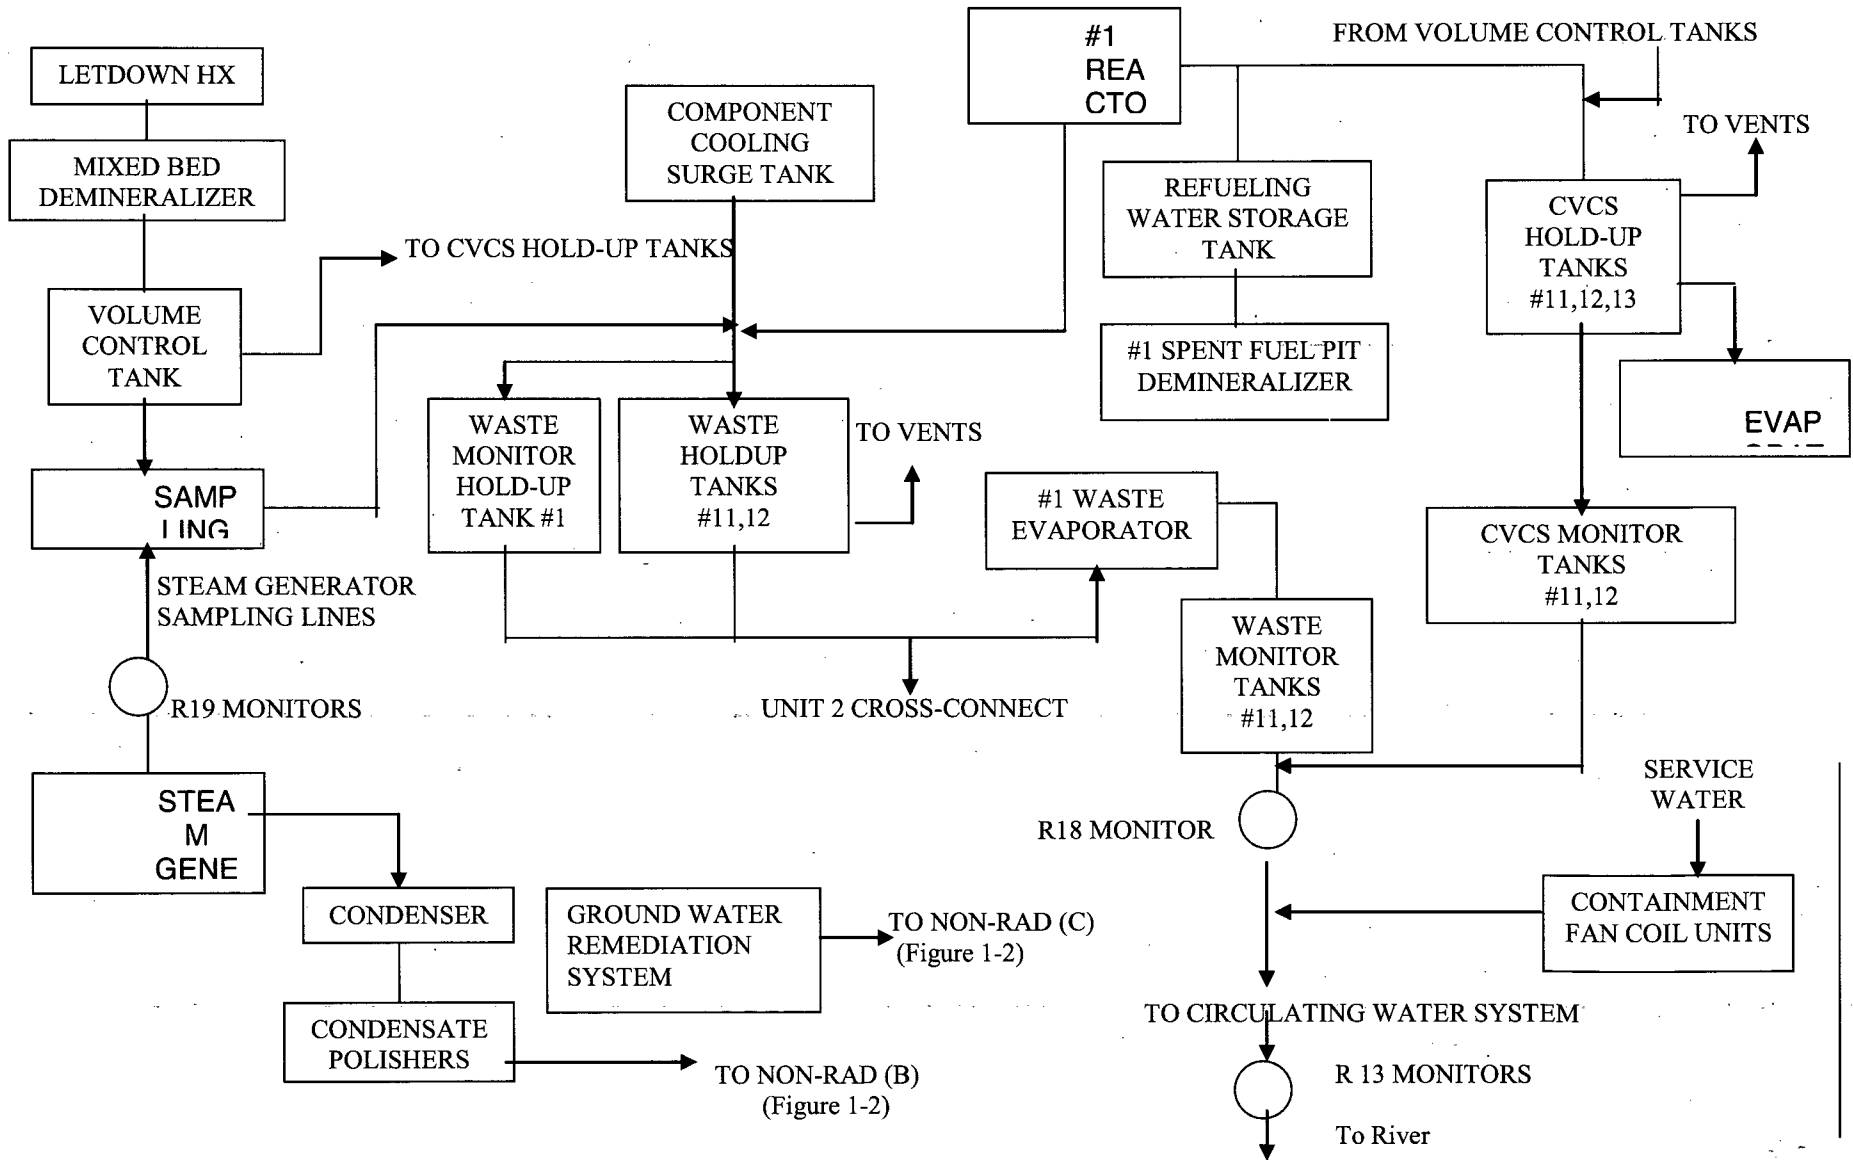 #1
REA
CTO
FROM VOLUME CONTROL TANKS
LETDOWN HX
COMPONENT
COOLING
SURGE TANK
TO VENTS
MIXED BED
DEMINERALIZER
REFUELING
WATER STORAGE
TANK
CVCS
HOLD-UP
TANKS
#11,12,13
TO CVCS HOLD-UP TANKS
VOLUME
CONTROL
TANK
#1 SPENT FUEL PIT
DEMINERALIZER
EVAP
WASTE
MONITOR
HOLD-UP
TANK #1
WASTE
HOLDUP
TANKS
#11,12
TO VENTS
SAMP
LING
#1 WASTE
EVAPORATOR
CVCS MONITOR
TANKS
#11,12
STEAM GENERATOR
SAMPLING LINES
WASTE
MONITOR
TANKS
#11,12
R19 MONITORS
UNIT 2 CROSS-CONNECT
STEA
M
GENE
SERVICE
WATER
R18 MONITOR
CONDENSER
GROUND WATER
REMEDIATION
SYSTEM
TO NON-RAD (C)
(Figure 1-2)
CONTAINMENT
FAN COIL UNITS
TO CIRCULATING WATER SYSTEM
CONDENSATE
POLISHERS
TO NON-RAD (B)
(Figure 1-2)
R 13 MONITORS
To River